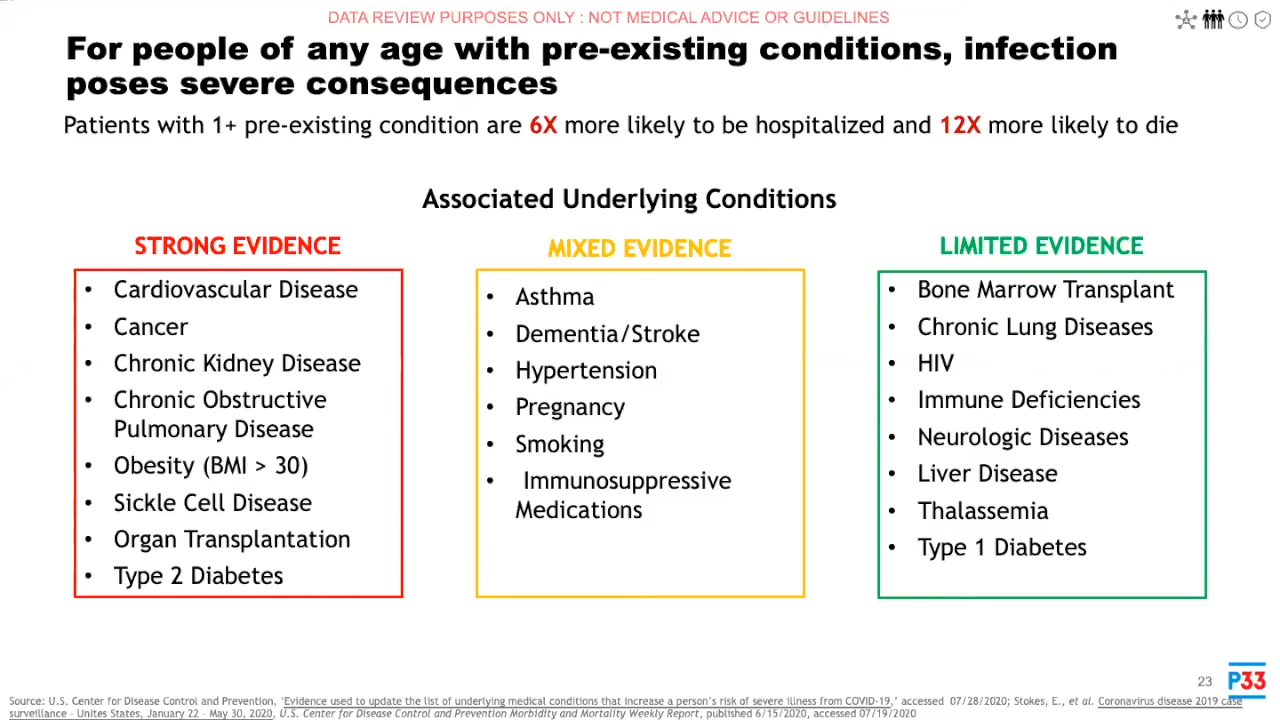 DATA REVIEW PURPOSES ONLY : NOT MEDICAL ADVICE OR GUIDELINES
For people of any age with pre-existing conditions, infection
poses severe consequences
Patients with 1+ pre-existing condition are 6X more likely to be hospitalized and 12X more likely to die
Associated Underlying Conditions
STRONG EVIDENCE
• Cardiovascular Disease
• Cancer
• Chronic Kidney Disease
• Chronic Obstructive
Pulmonary Disease
• Obesity (BMI > 30)
• Sickle Cell Disease
• Organ Transplantation
• Type 2 Diabetes
MIXED EVIDENCE
• Asthma
• Dementia/Stroke
• Hypertension
• Pregnancy
• Smoking
• Immunosuppressive
Medications
LIMITED EVIDENCE
• Bone Marrow Transplant
• Chronic Lung Diseases
• HIV
• Immune Deficiencies
• Neurologic Diseases
• Liver Disease
• Thalassemia
• Type 1 Diabetes
23
P33
Source: U.S. Center for Disease Control and Prevention, 'Evidence used to update the list of underlying medical conditions that increase a person's risk of severe illness from COVID-19,' accessed 07/28/2020; Stokes, E., et al. Coronavirus disease 2019 case
surveillance – Unites States, January 22 – May 30, 2020, U.S. Center for Disease Control and Prevention Morbidity and Mortality Weekly Report, published 6/15/2020, accessed 07/19/2020